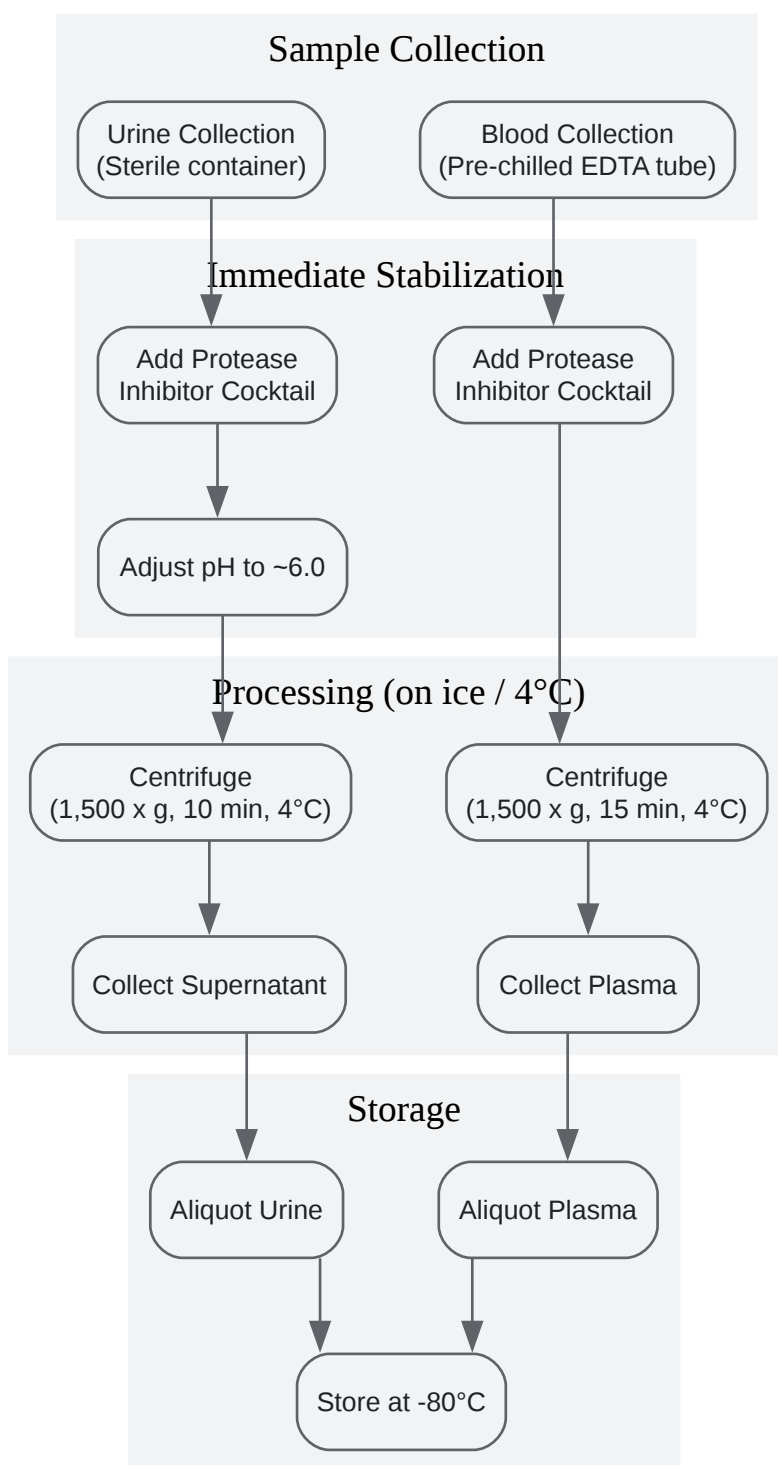 Sample Collection
Urine Collection
(Sterile container)
Blood Collection
(Pre-chilled EDTA tube)
Immediate Stabilization
Add Protease
Inhibitor Cocktail
Add Protease
Inhibitor Cocktail
Adjust pH to ~6.0
Processing (on ice / 4°C)
Centrifuge
(1,500 x g, 10 min, 4°C)
Centrifuge
(1,500 x g, 15 min, 4°C)
Collect Supernatant
Collect Plasma
Storage
Aliquot Urine
Aliquot Plasma
Store at -80°C